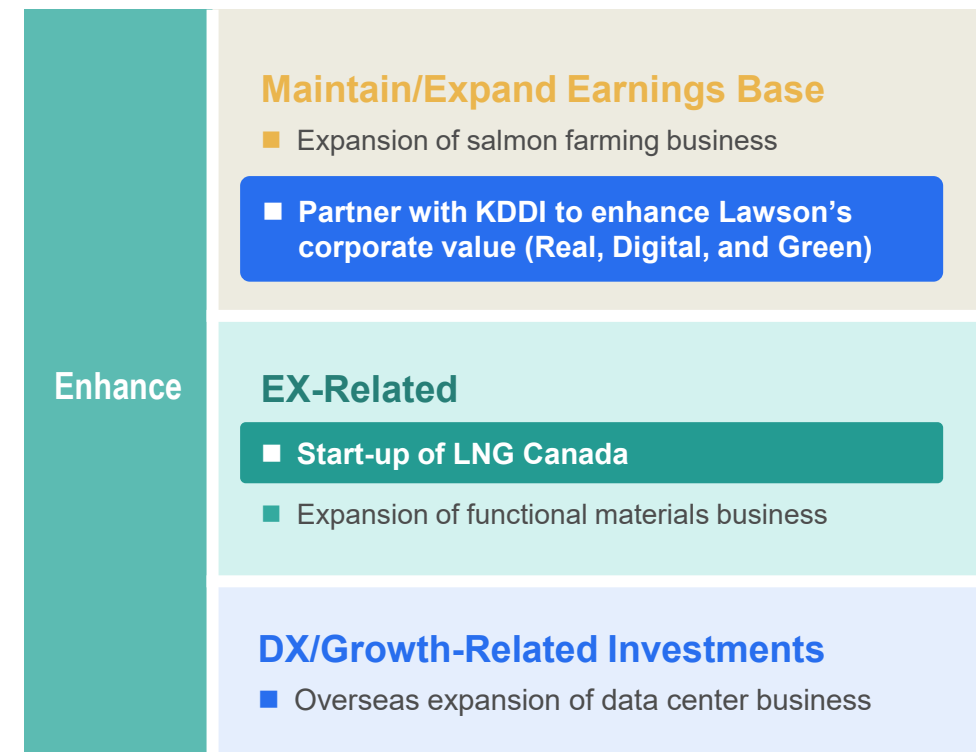 Enhance
Maintain/Expand Earnings Base
Expansion of salmon farming business
Partner with KDDI to enhance Lawson's
corporate value (Real, Digital, and Green)
EX-Related
Start-up of LNG Canada
Expansion of functional materials business
DX/Growth-Related Investments
Overseas expansion of data center business